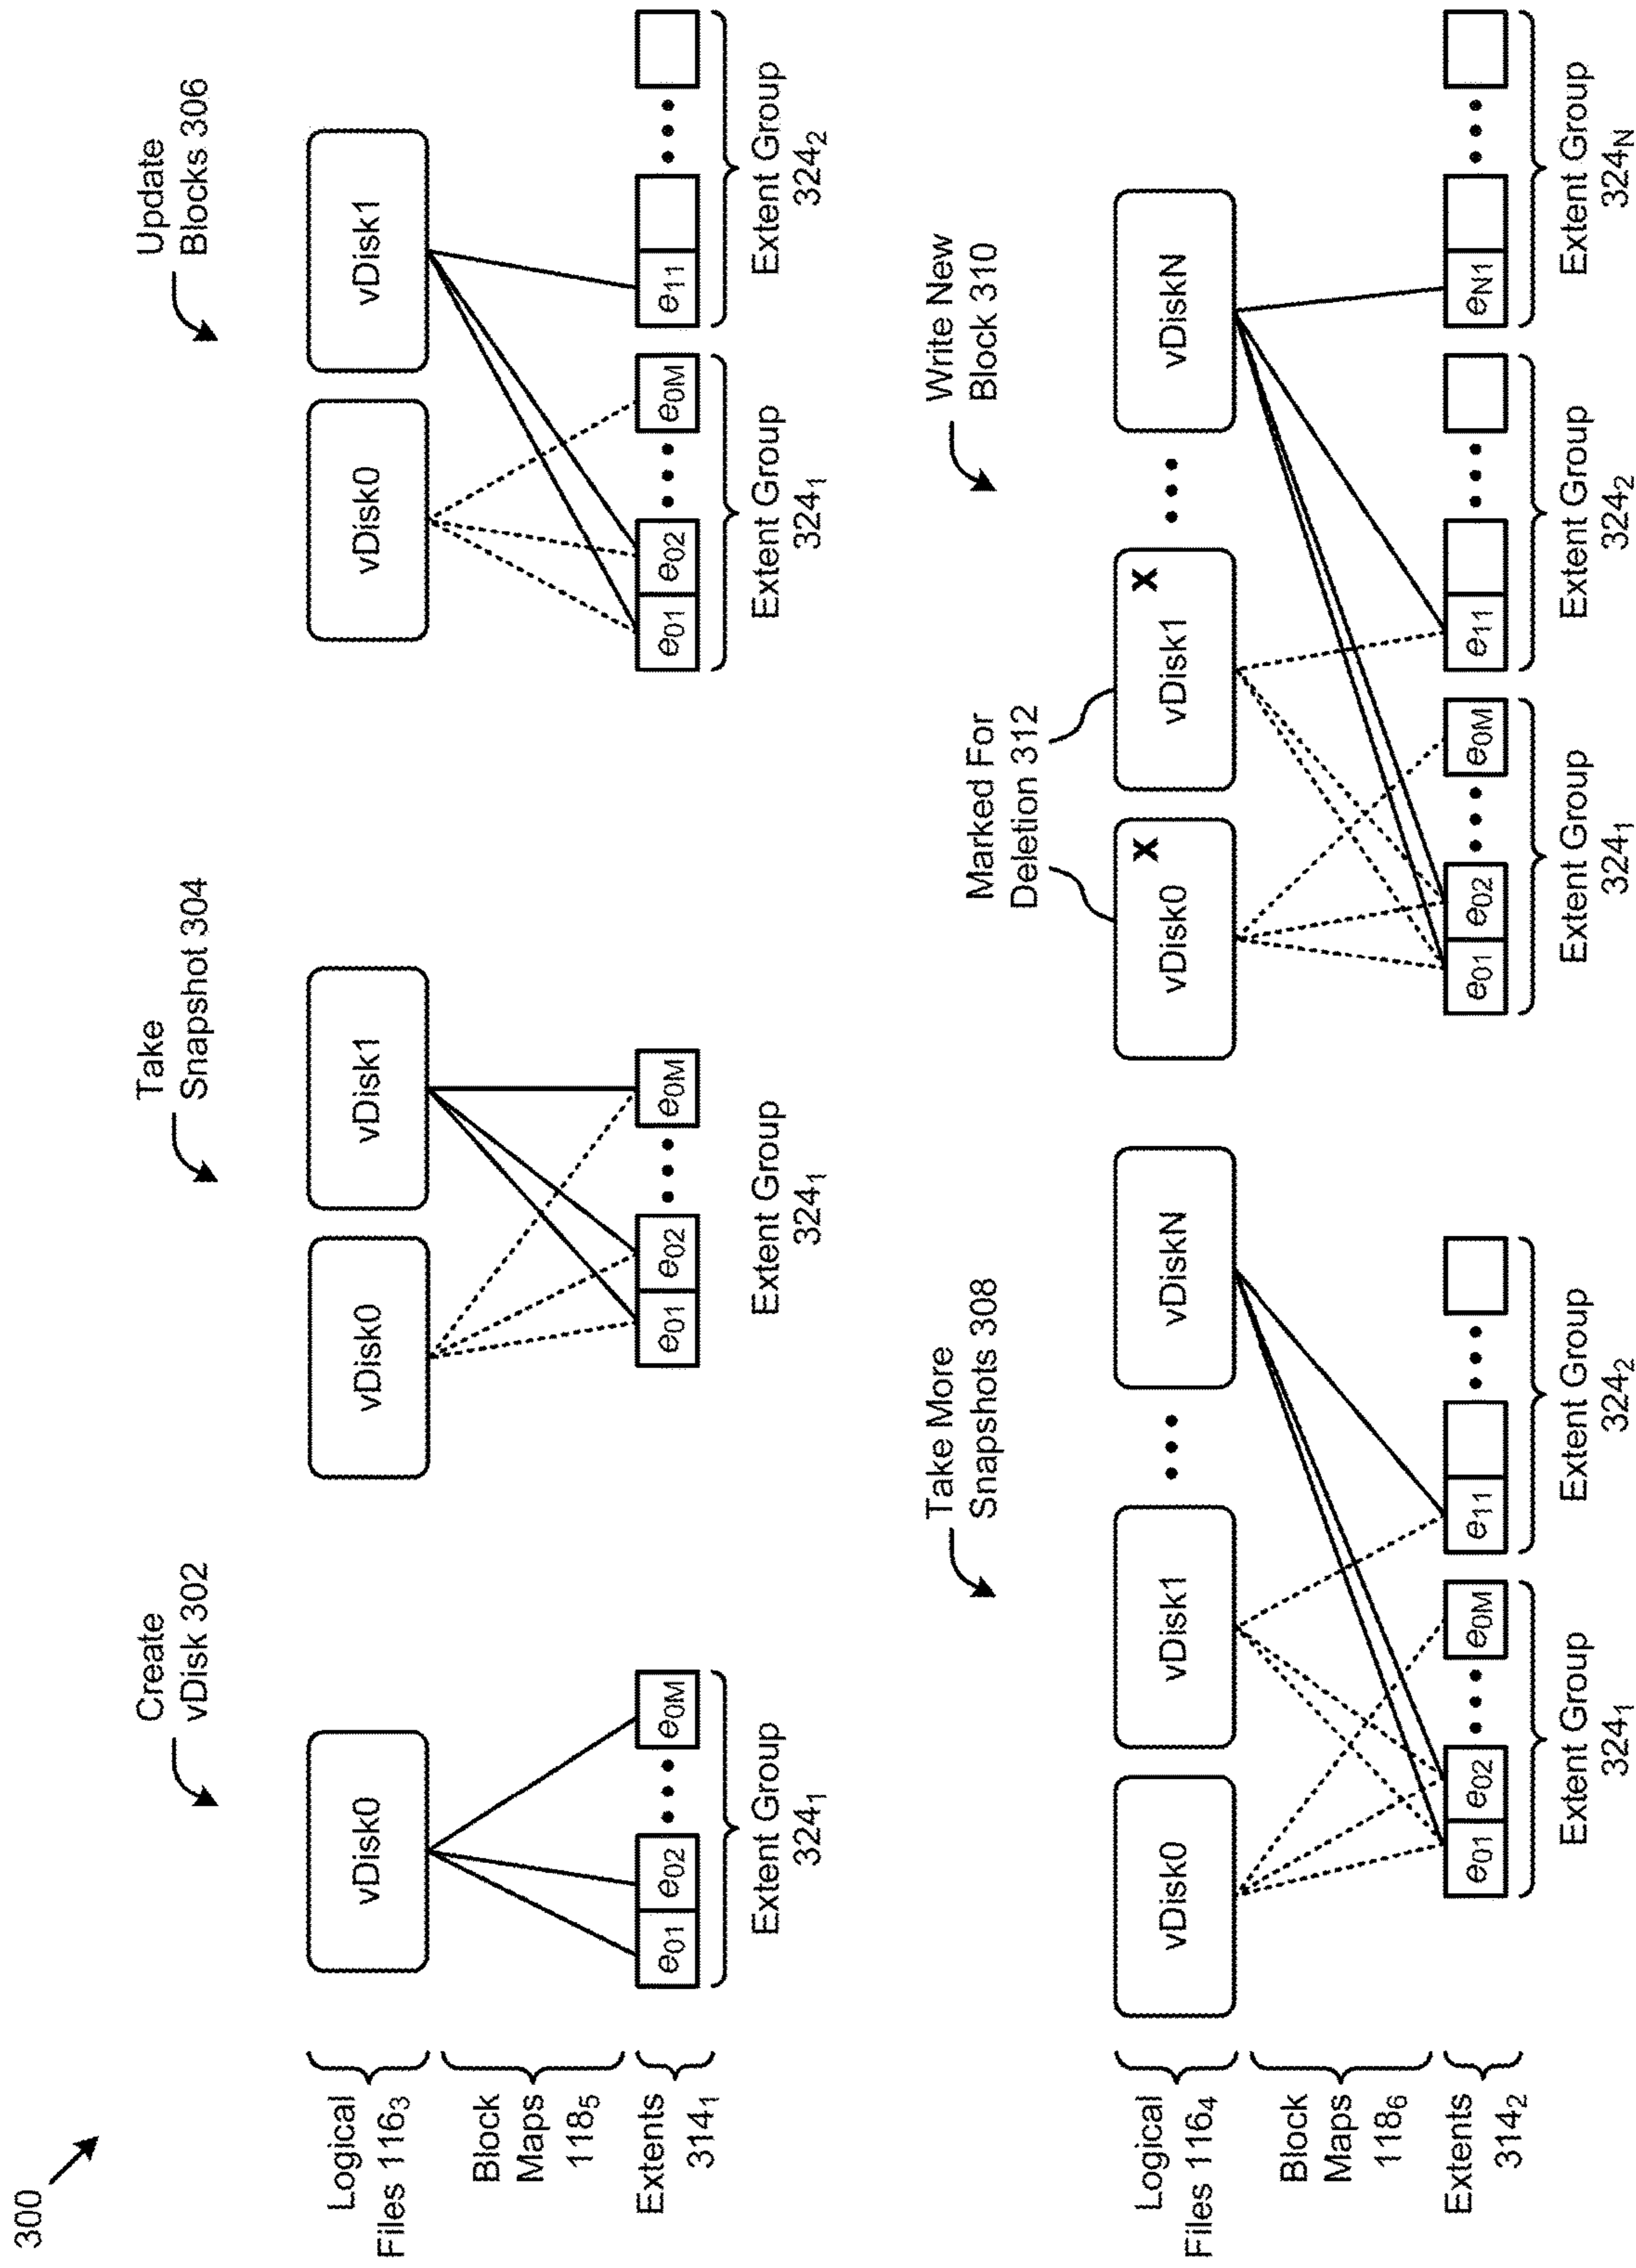 300
Create
vDisk 302
Take
Snapshot 304
Update
Blocks 306
Logical
Files 116₃
vDisk0
vDisk0
vDisk1
vDisk0
vDisk1
Block
Maps
118₅
Extents
314₁
e₀₁ e₀₂ ••• e₀M
e₀₁ e₀₂ ••• e₀M
e₀₁ e₀₂ ••• e₀M
e₁₁ •••
Extent Group
324₁
Extent Group
324₁
Extent Group
324₁
Extent Group
324₂
Take More
Snapshots 308
Marked For
Deletion 312
Write New
Block 310
Logical
Files 116₄
vDisk0
vDisk1
•••
vDiskN
vDisk0 X
vDisk1 X
•••
vDiskN
Block
Maps
118₆
Extents
314₂
e₀₁ e₀₂ ••• e₀M
e₁₁ •••
e₀₁ e₀₂ ••• e₀M
e₁₁ •••
eN₁ •••
Extent Group
324₁
Extent Group
324₂
Extent Group
324₁
Extent Group
324₂
Extent Group
324N